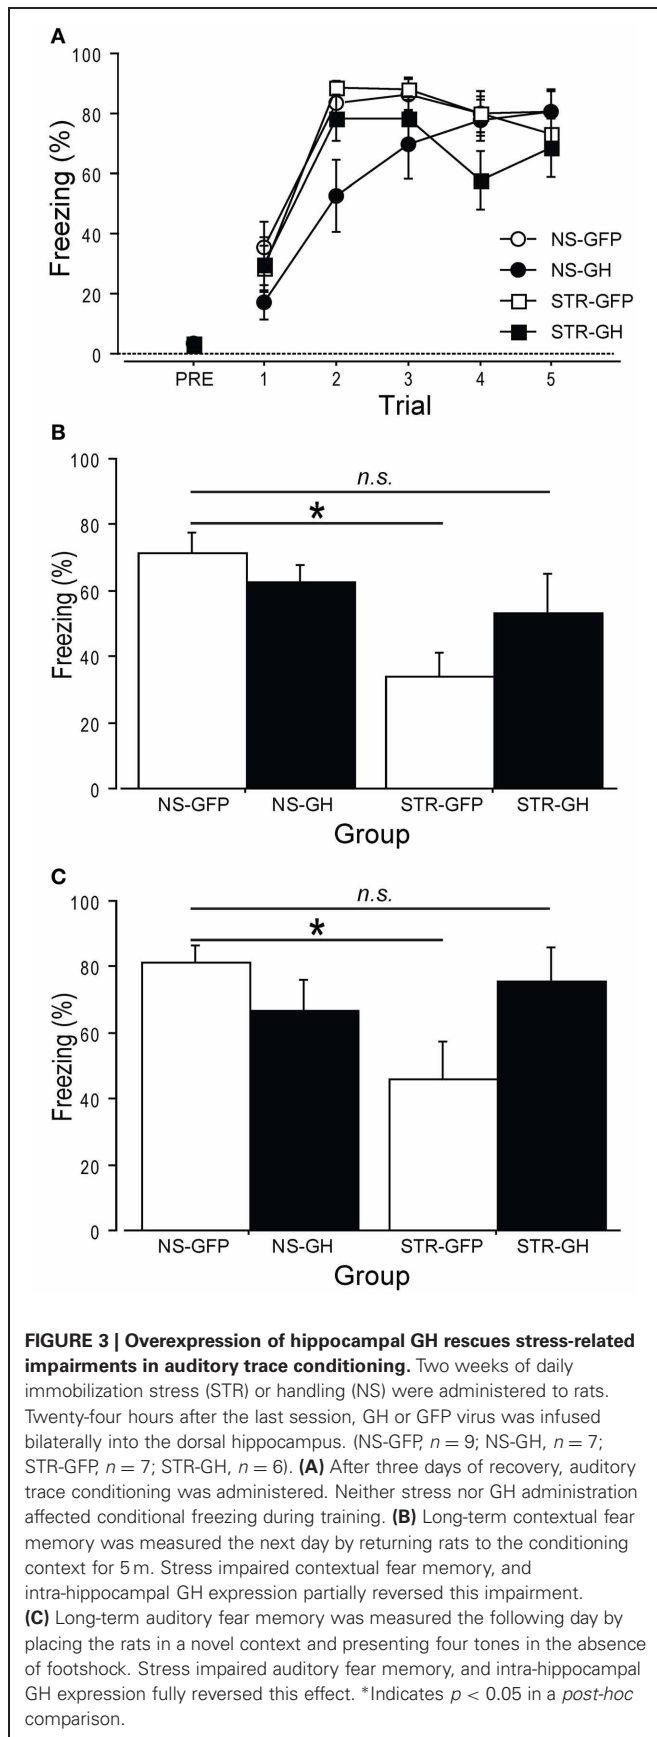 A
100
80
60
40
20
0
Freezing (%)
NS-GFP
NS-GH
STR-GFP
STR-GH
PRE 1 2 3 4 5
Trial
B
100
80
60
40
20
0
Freezing (%)
n.s.
*
NS-GFP NS-GH STR-GFP STR-GH
Group
C
100
80
60
40
20
0
Freezing (%)
n.s.
*
NS-GFP NS-GH STR-GFP STR-GH
Group
FIGURE 3 | Overexpression of hippocampal GH rescues stress-related
impairments in auditory trace conditioning. Two weeks of daily
immobilization stress (STR) or handling (NS) were administered to rats.
Twenty-four hours after the last session, GH or GFP virus was infused
bilaterally into the dorsal hippocampus. (NS-GFP, n = 9; NS-GH, n = 7;
STR-GFP, n = 7; STR-GH, n = 6). (A) After three days of recovery, auditory
trace conditioning was administered. Neither stress nor GH administration
affected conditional freezing during training. (B) Long-term contextual fear
memory was measured the next day by returning rats to the conditioning
context for 5 m. Stress impaired contextual fear memory, and
intra-hippocampal GH expression partially reversed this impairment.
(C) Long-term auditory fear memory was measured the following day by
placing the rats in a novel context and presenting four tones in the absence
of footshock. Stress impaired auditory fear memory, and intra-hippocampal
GH expression fully reversed this effect. *Indicates p < 0.05 in a post-hoc
comparison.